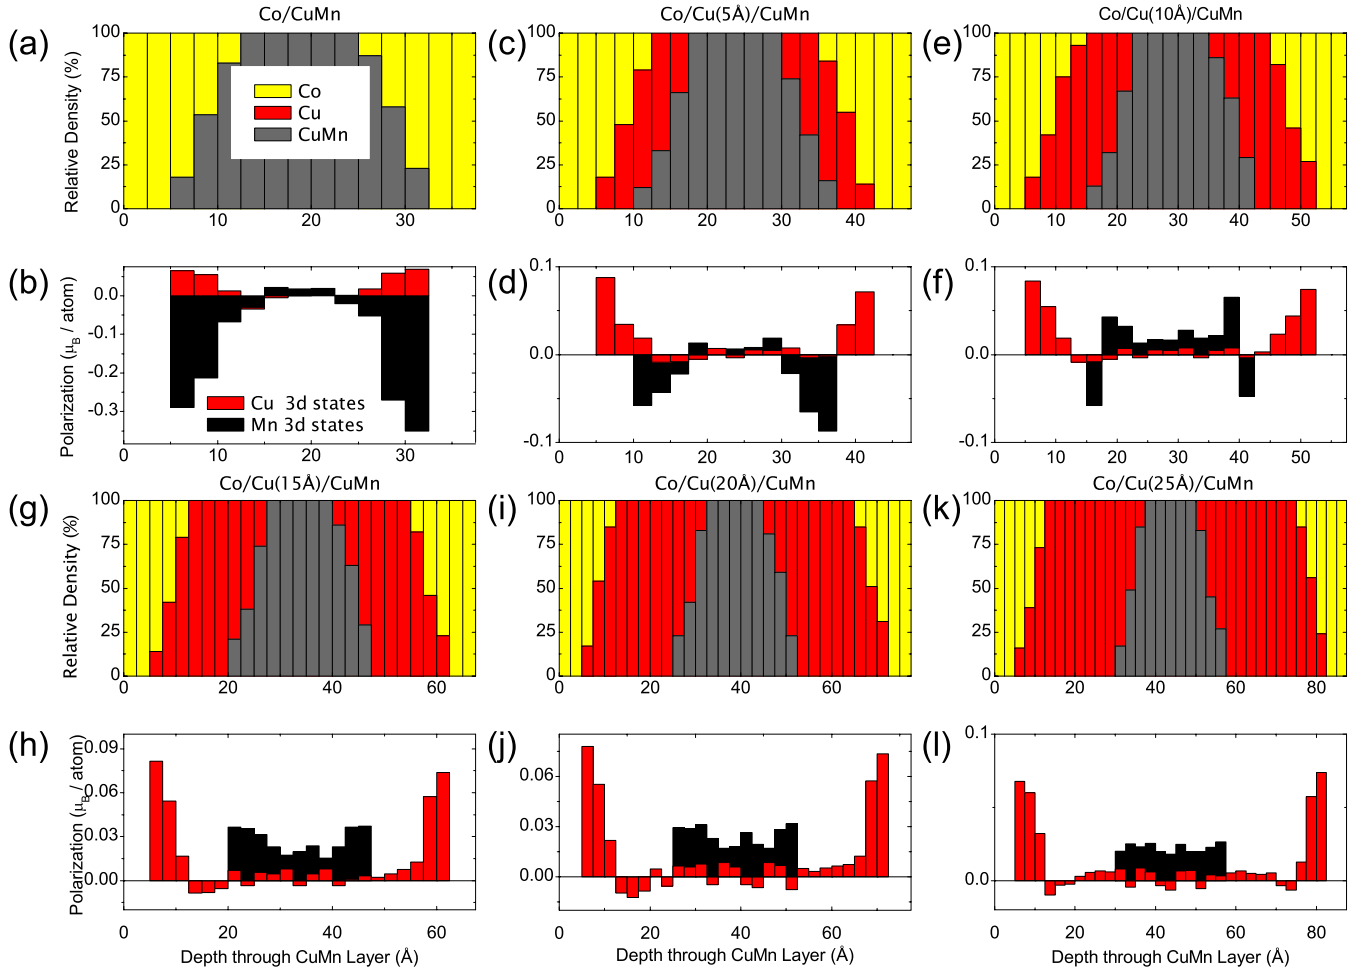 Co/CuMn
Co/Cu(5Å)/CuMn
Co/Cu(10Å)/CuMn
(a)
(c)
(e)
Relative Density (%)
100
75
50
25
0
Co
Cu
CuMn
0 10 20 30
100
75
50
25
0
0 10 20 30 40
100
75
50
25
0
0 10 20 30 40 50
(b)
(d)
(f)
Polarization (μB / atom)
0.0
-0.1
-0.2
-0.3
Cu 3d states
Mn 3d states
0 10 20 30
0.1
0.0
-0.1
0 10 20 30 40
0.1
0.0
-0.1
0 10 20 30 40 50
Co/Cu(15Å)/CuMn
Co/Cu(20Å)/CuMn
Co/Cu(25Å)/CuMn
(g)
(i)
(k)
Relative Density (%)
100
75
50
25
0
0 20 40 60
100
75
50
25
0
0 20 40 60
100
75
50
25
0
0 20 40 60 80
(h)
(j)
(l)
Polarization (μB / atom)
0.09
0.06
0.03
0.00
0 10 20 30 40 50 60
Depth through CuMn Layer (Å)
0.06
0.03
0.00
0 10 20 30 40 50 60 70
Depth through CuMn Layer (Å)
0.1
0.0
0 20 40 60 80
Depth through CuMn Layer (Å)